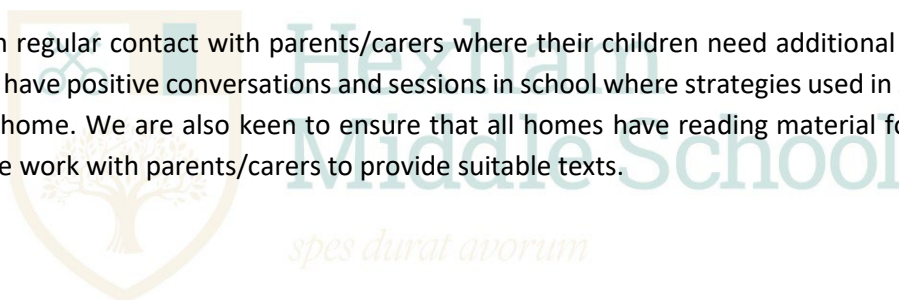 regular contact with parents/carers where their children need additional
have positive conversations and sessions in school where strategies used in
home. We are also keen to ensure that all homes have reading material
work with parents/carers to provide suitable texts.
Hexham
Middle School
spes durat avorum